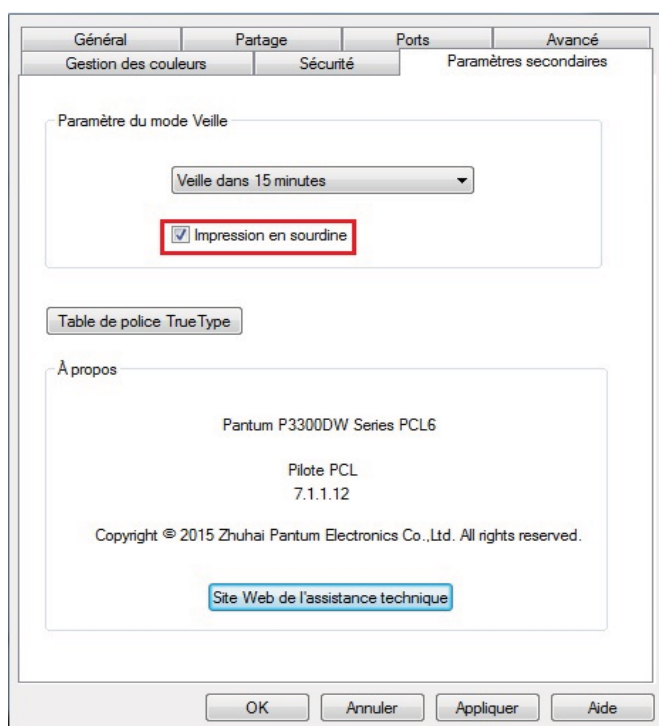 Général Partage Ports Avancé
Gestion des couleurs Sécurité Paramètres secondaires
Paramètre du mode Veille
Veille dans 15 minutes
Impression en sourdine
Table de police TrueType
À propos
Pantum P3300DW Series PCL6
Pilote PCL
7.1.1.12
Copyright © 2015 Zhuhai Pantum Electronics Co.,Ltd. All rights reserved.
Site Web de l'assistance technique
OK Annuler Appliquer Aide